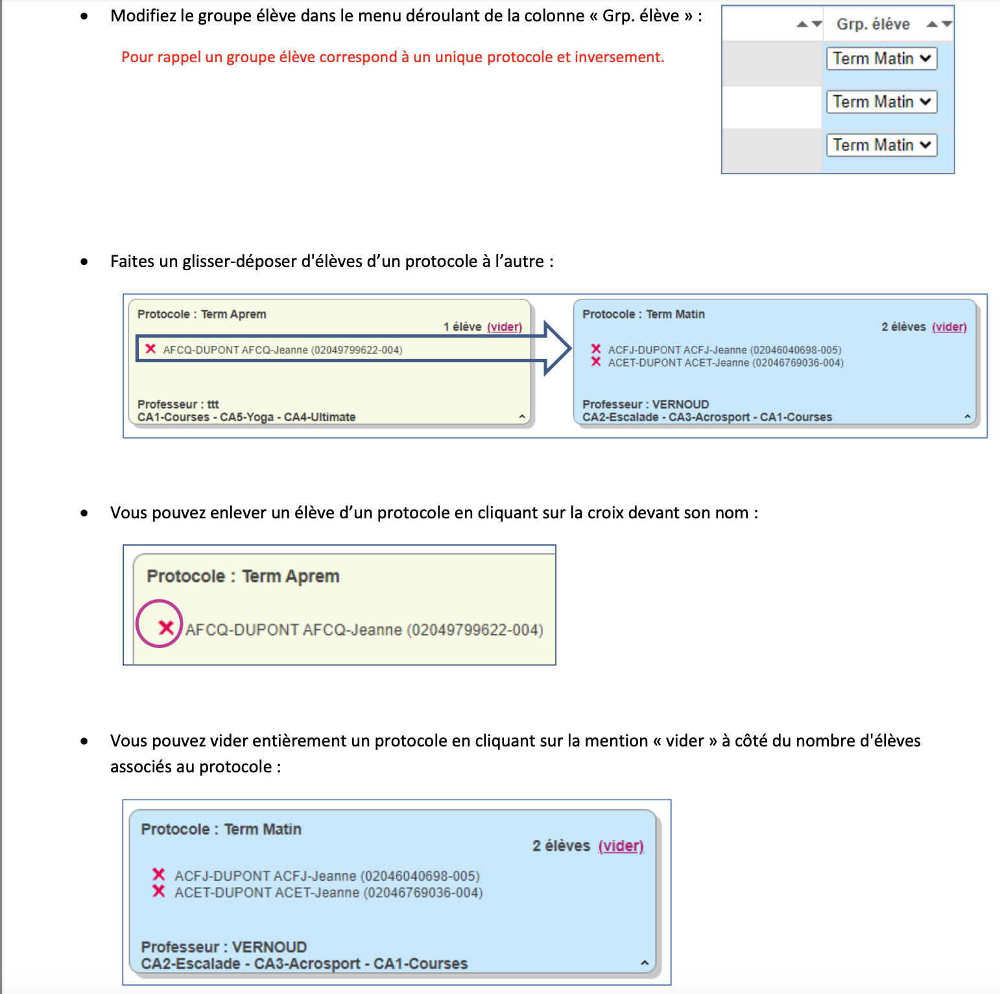 • Modifiez le groupe élève dans le menu déroulant de la colonne « Grp. élève » :
Pour rappel un groupe élève correspond à un unique protocole et inversement.
Grp. éléve
Term Matin
Term Matin
Term Matin
• Faites un glisser-déposer d'élèves d’un protocole à l’autre :
Protocole : Term Aprem
1 élève (vider)
AFCQ-DUPONT AFCQ-Jeanne (02049799622-004)
Professeur : ttt
CA1-Courses - CA5-Yoga - CA4-Ultimate
Protocole : Term Matin
2 élèves (vider)
ACFJ-DUPONT ACFJ-Jeanne (02046040698-005)
ACET-DUPONT ACET-Jeanne (02046769036-004)
Professeur : VERNOUD
CA2-Escalade - CA3-Acrosport - CA1-Courses
• Vous pouvez enlever un élève d’un protocole en cliquant sur la croix devant son nom :
Protocole : Term Aprem
AFCQ-DUPONT AFCQ-Jeanne (02049799622-004)
• Vous pouvez vider entièrement un protocole en cliquant sur la mention « vider » à côté du nombre d'élèves
associés au protocole :
Protocole : Term Matin
2 élèves (vider)
ACFJ-DUPONT ACFJ-Jeanne (02046040698-005)
ACET-DUPONT ACET-Jeanne (02046769036-004)
Professeur : VERNOUD
CA2-Escalade - CA3-Acrosport - CA1-Courses